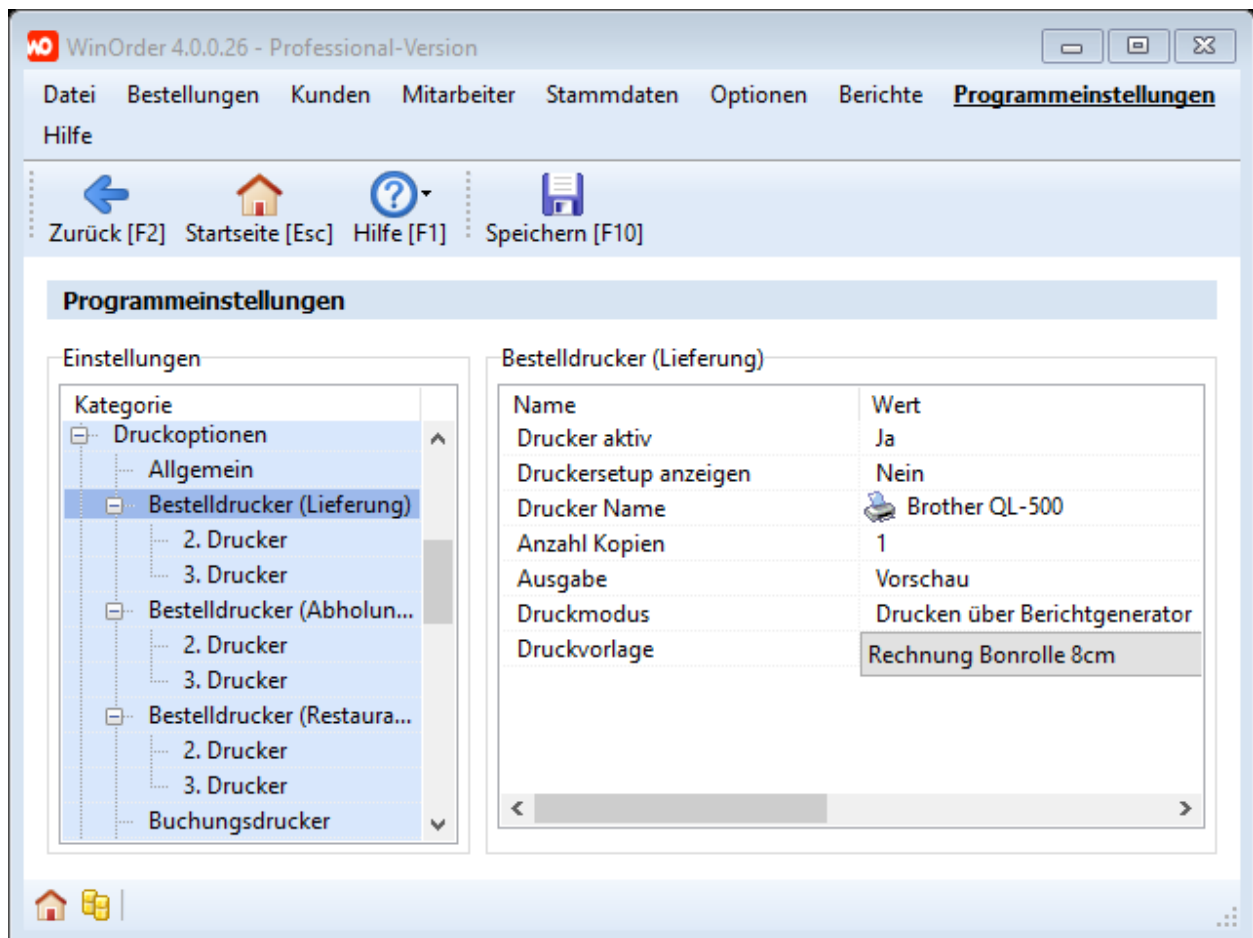 WinOrder 4.0.0.26 - Professional-Version
Datei Bestellungen Kunden Mitarbeiter Stammdaten Optionen Berichte Programmeinstellungen
Hilfe
Zurück [F2] Startseite [Esc] Hilfe [F1] Speichern [F10]
Programmeinstellungen
Einstellungen
Kategorie
Druckoptionen
Allgemein
Bestelldrucker (Lieferung)
2. Drucker
3. Drucker
Bestelldrucker (Abholun...
2. Drucker
3. Drucker
Bestelldrucker (Restaura...
2. Drucker
3. Drucker
Buchungsdrucker
Bestelldrucker (Lieferung)
Name Wert
Drucker aktiv Ja
Druckersetup anzeigen Nein
Drucker Name Brother QL-500
Anzahl Kopien 1
Ausgabe Vorschau
Druckmodus Drucken über Berichtgenerator
Druckvorlage Rechnung Bonrolle 8cm